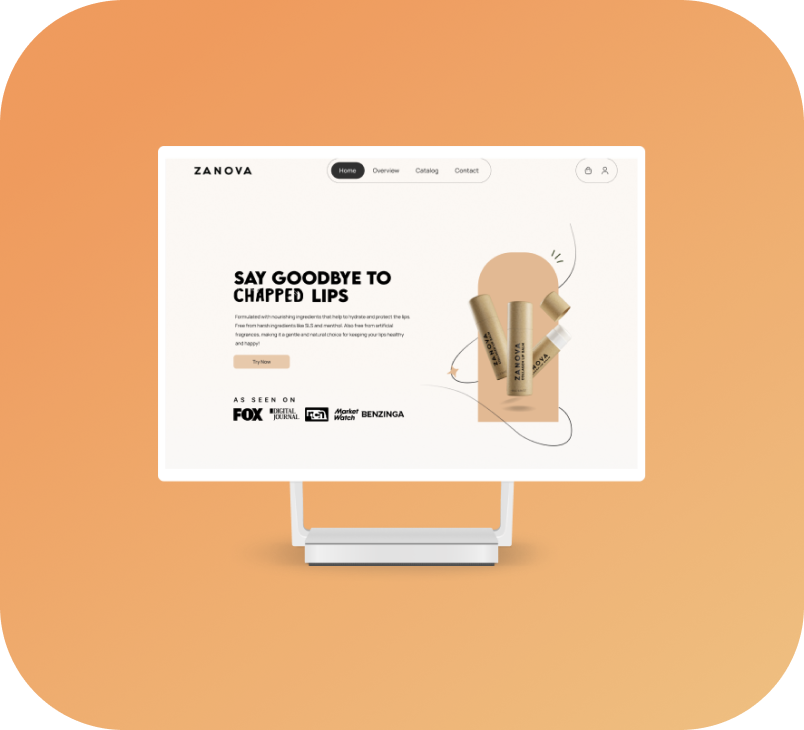 ZANOVA
Home Overview Catalog Contact
SAY GOODBYE TO
CHAPPED LIPS
Formulated with nourishing ingredients that help to hydrate and protect the lips.
Free from harsh ingredients like SLS and menthol. Also free from artificial
fragrances, making it a gentle and natural choice for keeping your lips healthy
and happy!
Try Now
AS SEEN ON
FOX
DIGITAL
JOURNAL
Market
Watch
BENZINGA
ZANOVA
ZANOVA
ZANOVA